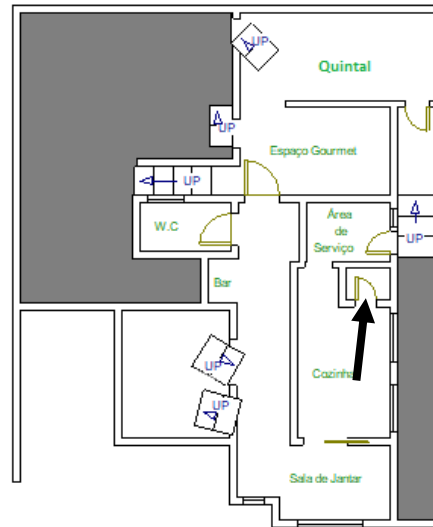 UP
Quintal
UP
Espaço Gourmet
UP
W.C
Área
de
Serviço
UP
Bar
UP
Cozinha
UP
Sala de Jantar